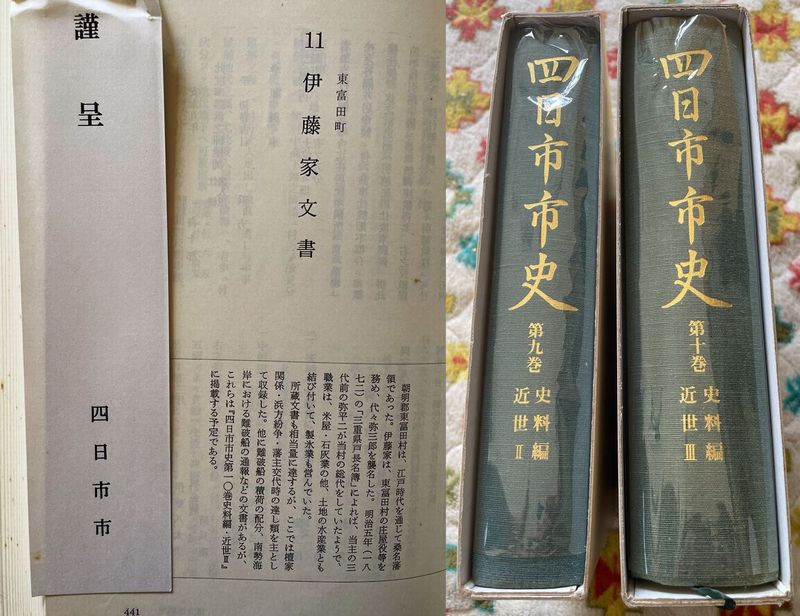 謹呈
四日市市
東富田町
11 伊藤家文書
朝明郡東富田村は、江戸時代を通じて桑名藩
領であった。伊藤家は、東富田村の庄屋役等を
務め、代々弥三郎を襲名した。明治五年(一八
七二)の「三重県戸長名簿」によれば、当主の三
代前の弥平二が当村の総代をしていたようで、
職業は、米屋・石灰業の他、土地の水産業とも
結び付いて、製氷業も営んでいた。
所蔵文書も相当量に達するが、ここでは檀家
関係・浜方紛争・藩主交代時の達し類を主とし
て収録した。他に難破船の積荷の配分、南勢海
岸における難破船の通報などの文書があるが、
これらは『四日市市史第一〇巻史料編・近世Ⅲ』
に掲載する予定である。
441
四日市市史
第九巻
史料編
近世Ⅱ
四日市市史
第十巻
史料編
近世Ⅲ